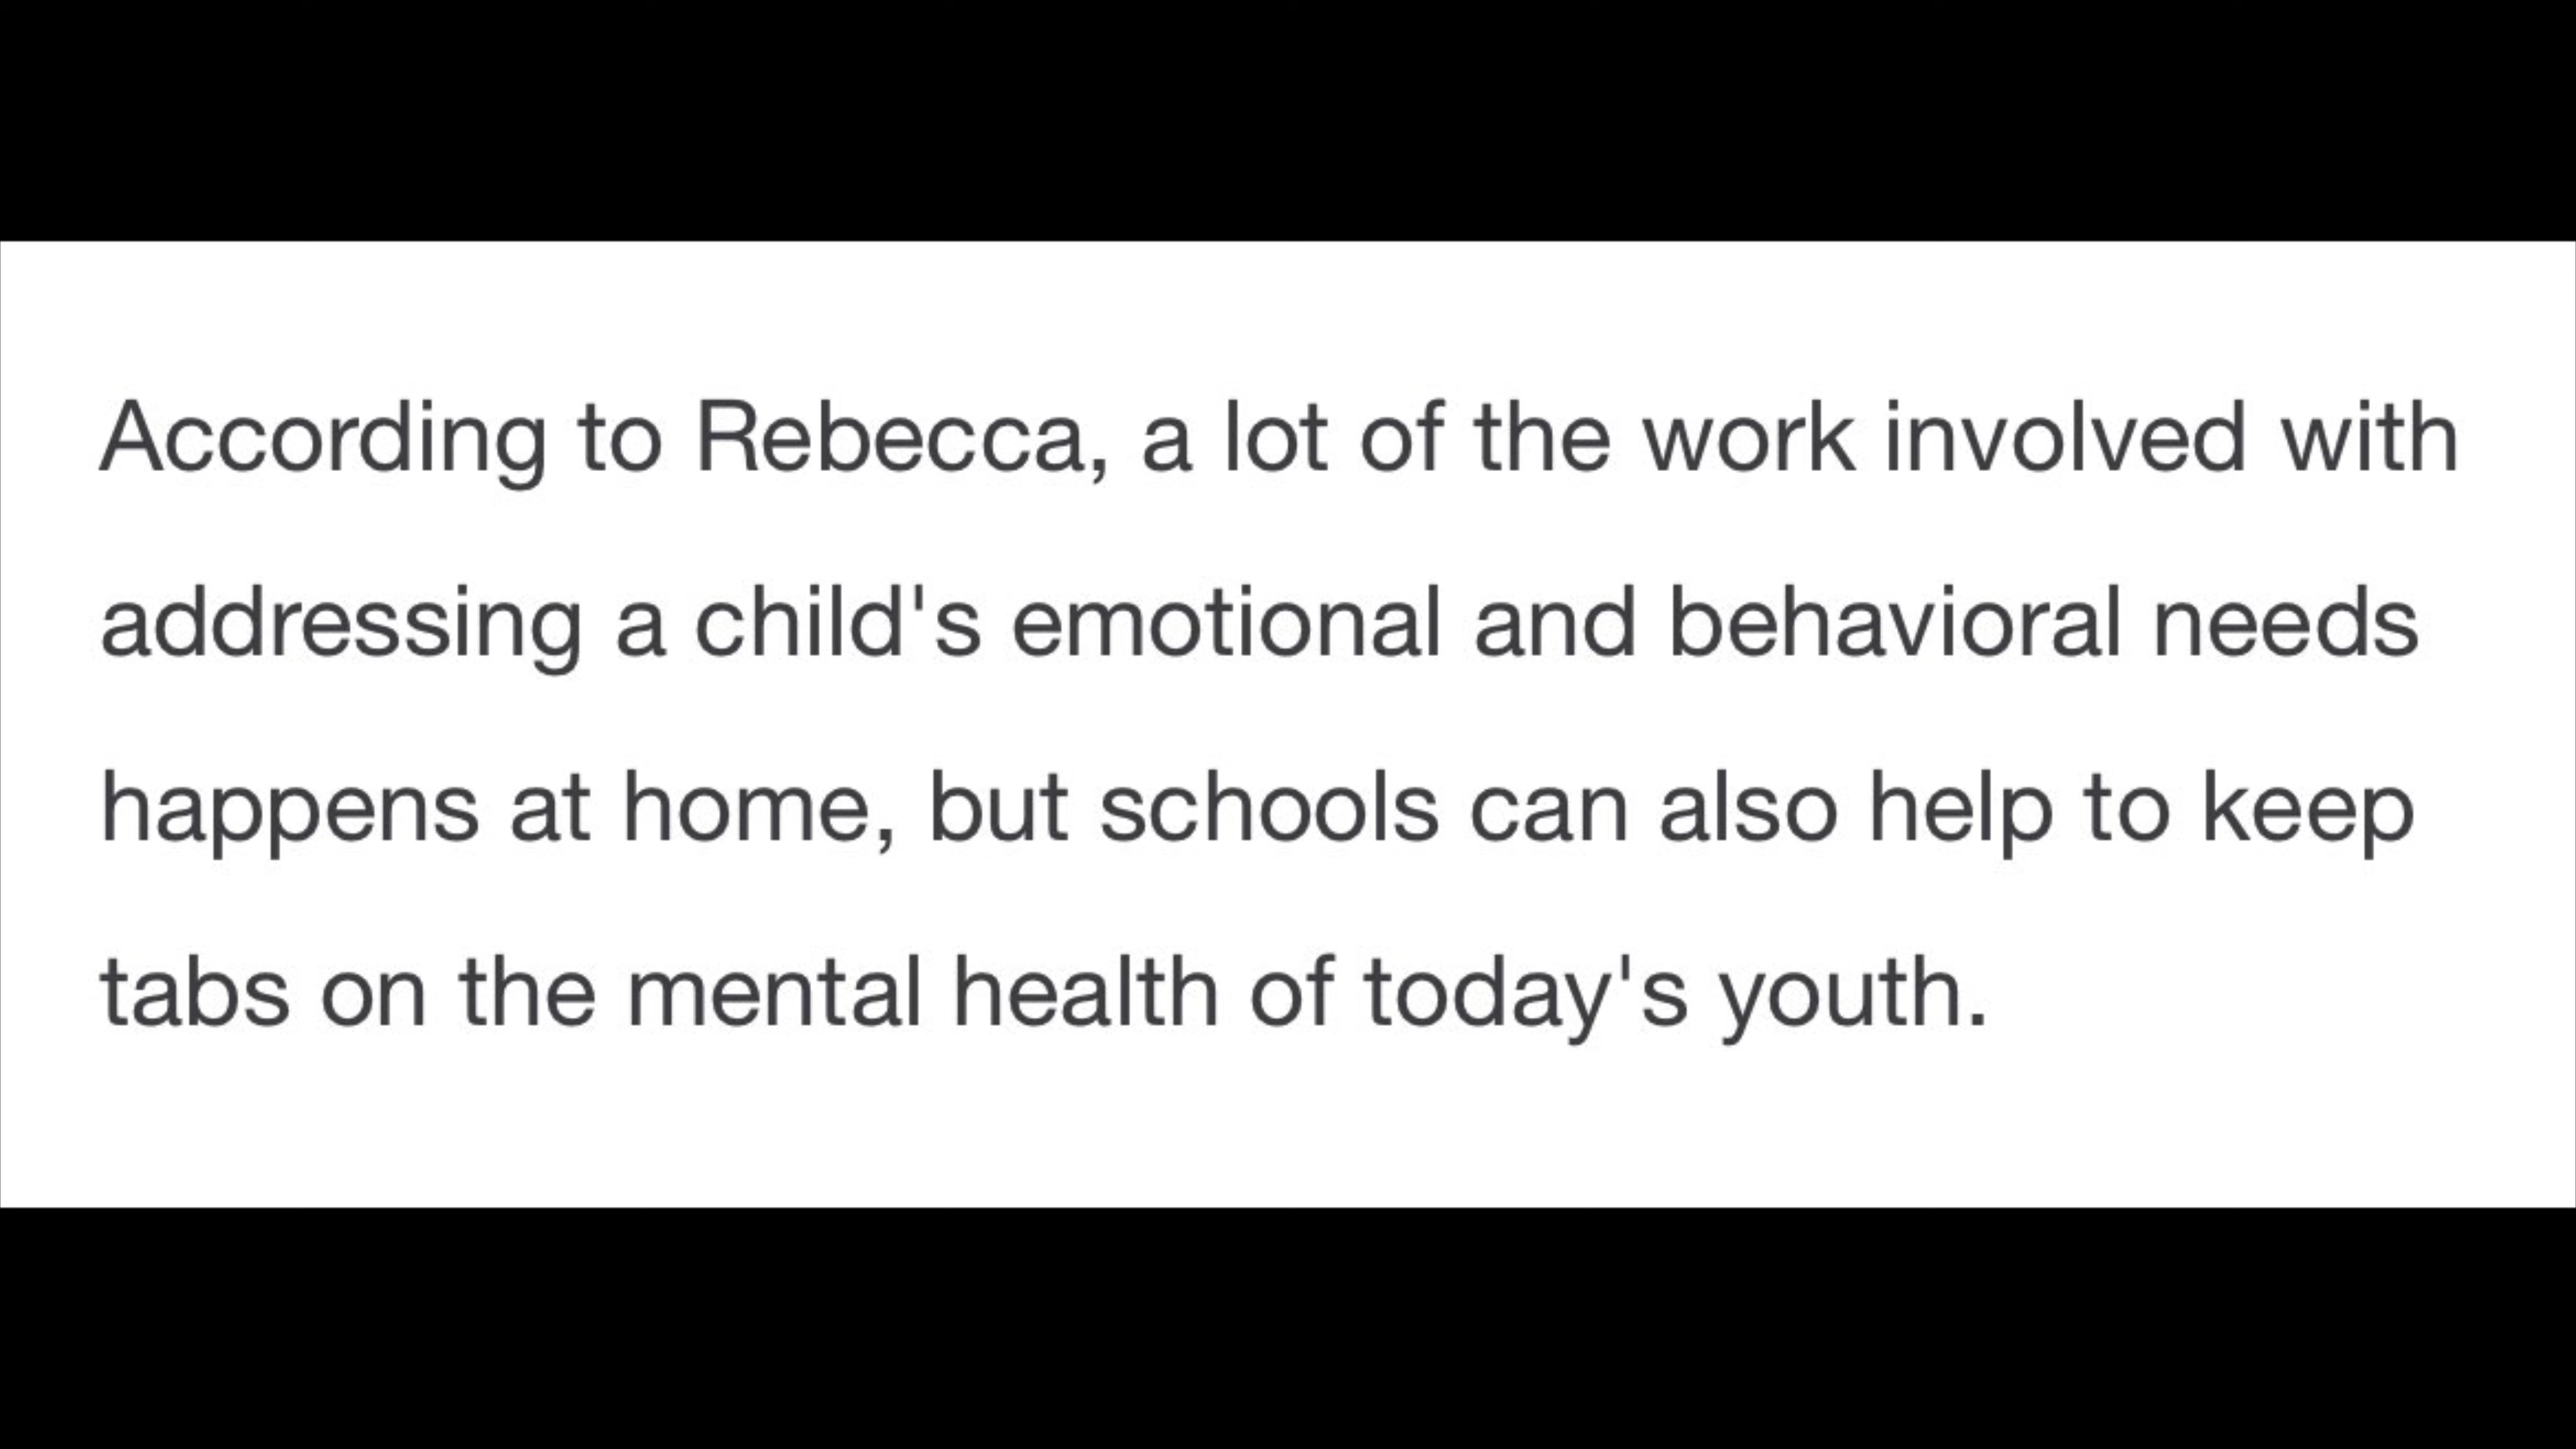 According to Rebecca, a lot of the work involved with
addressing a child's emotional and behavioral needs
happens at home, but schools can also help to keep
tabs on the mental health of today's youth.